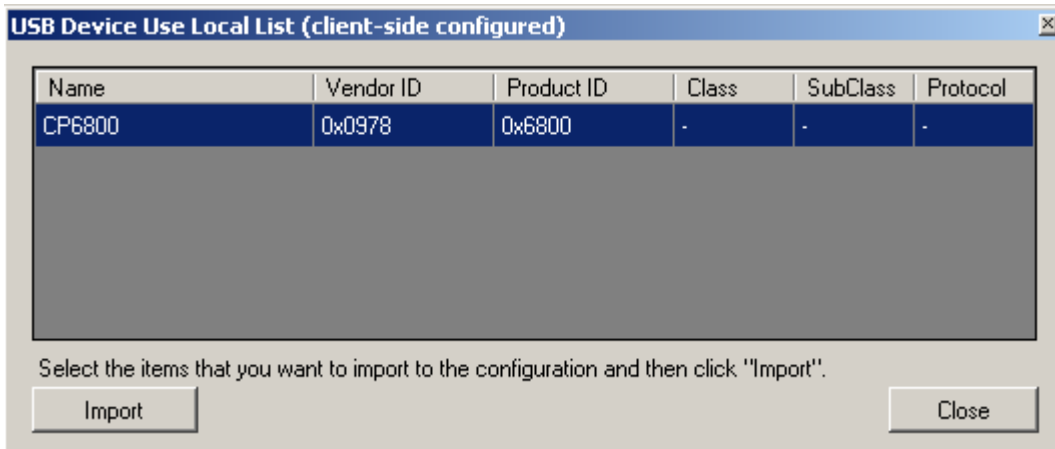 USB Device Use Local List (client-side configured)
Name Vendor ID Product ID Class SubClass Protocol
CP6800 0x0978 0x6800 - - -
Select the items that you want to import to the configuration and then click "Import".
Import Close